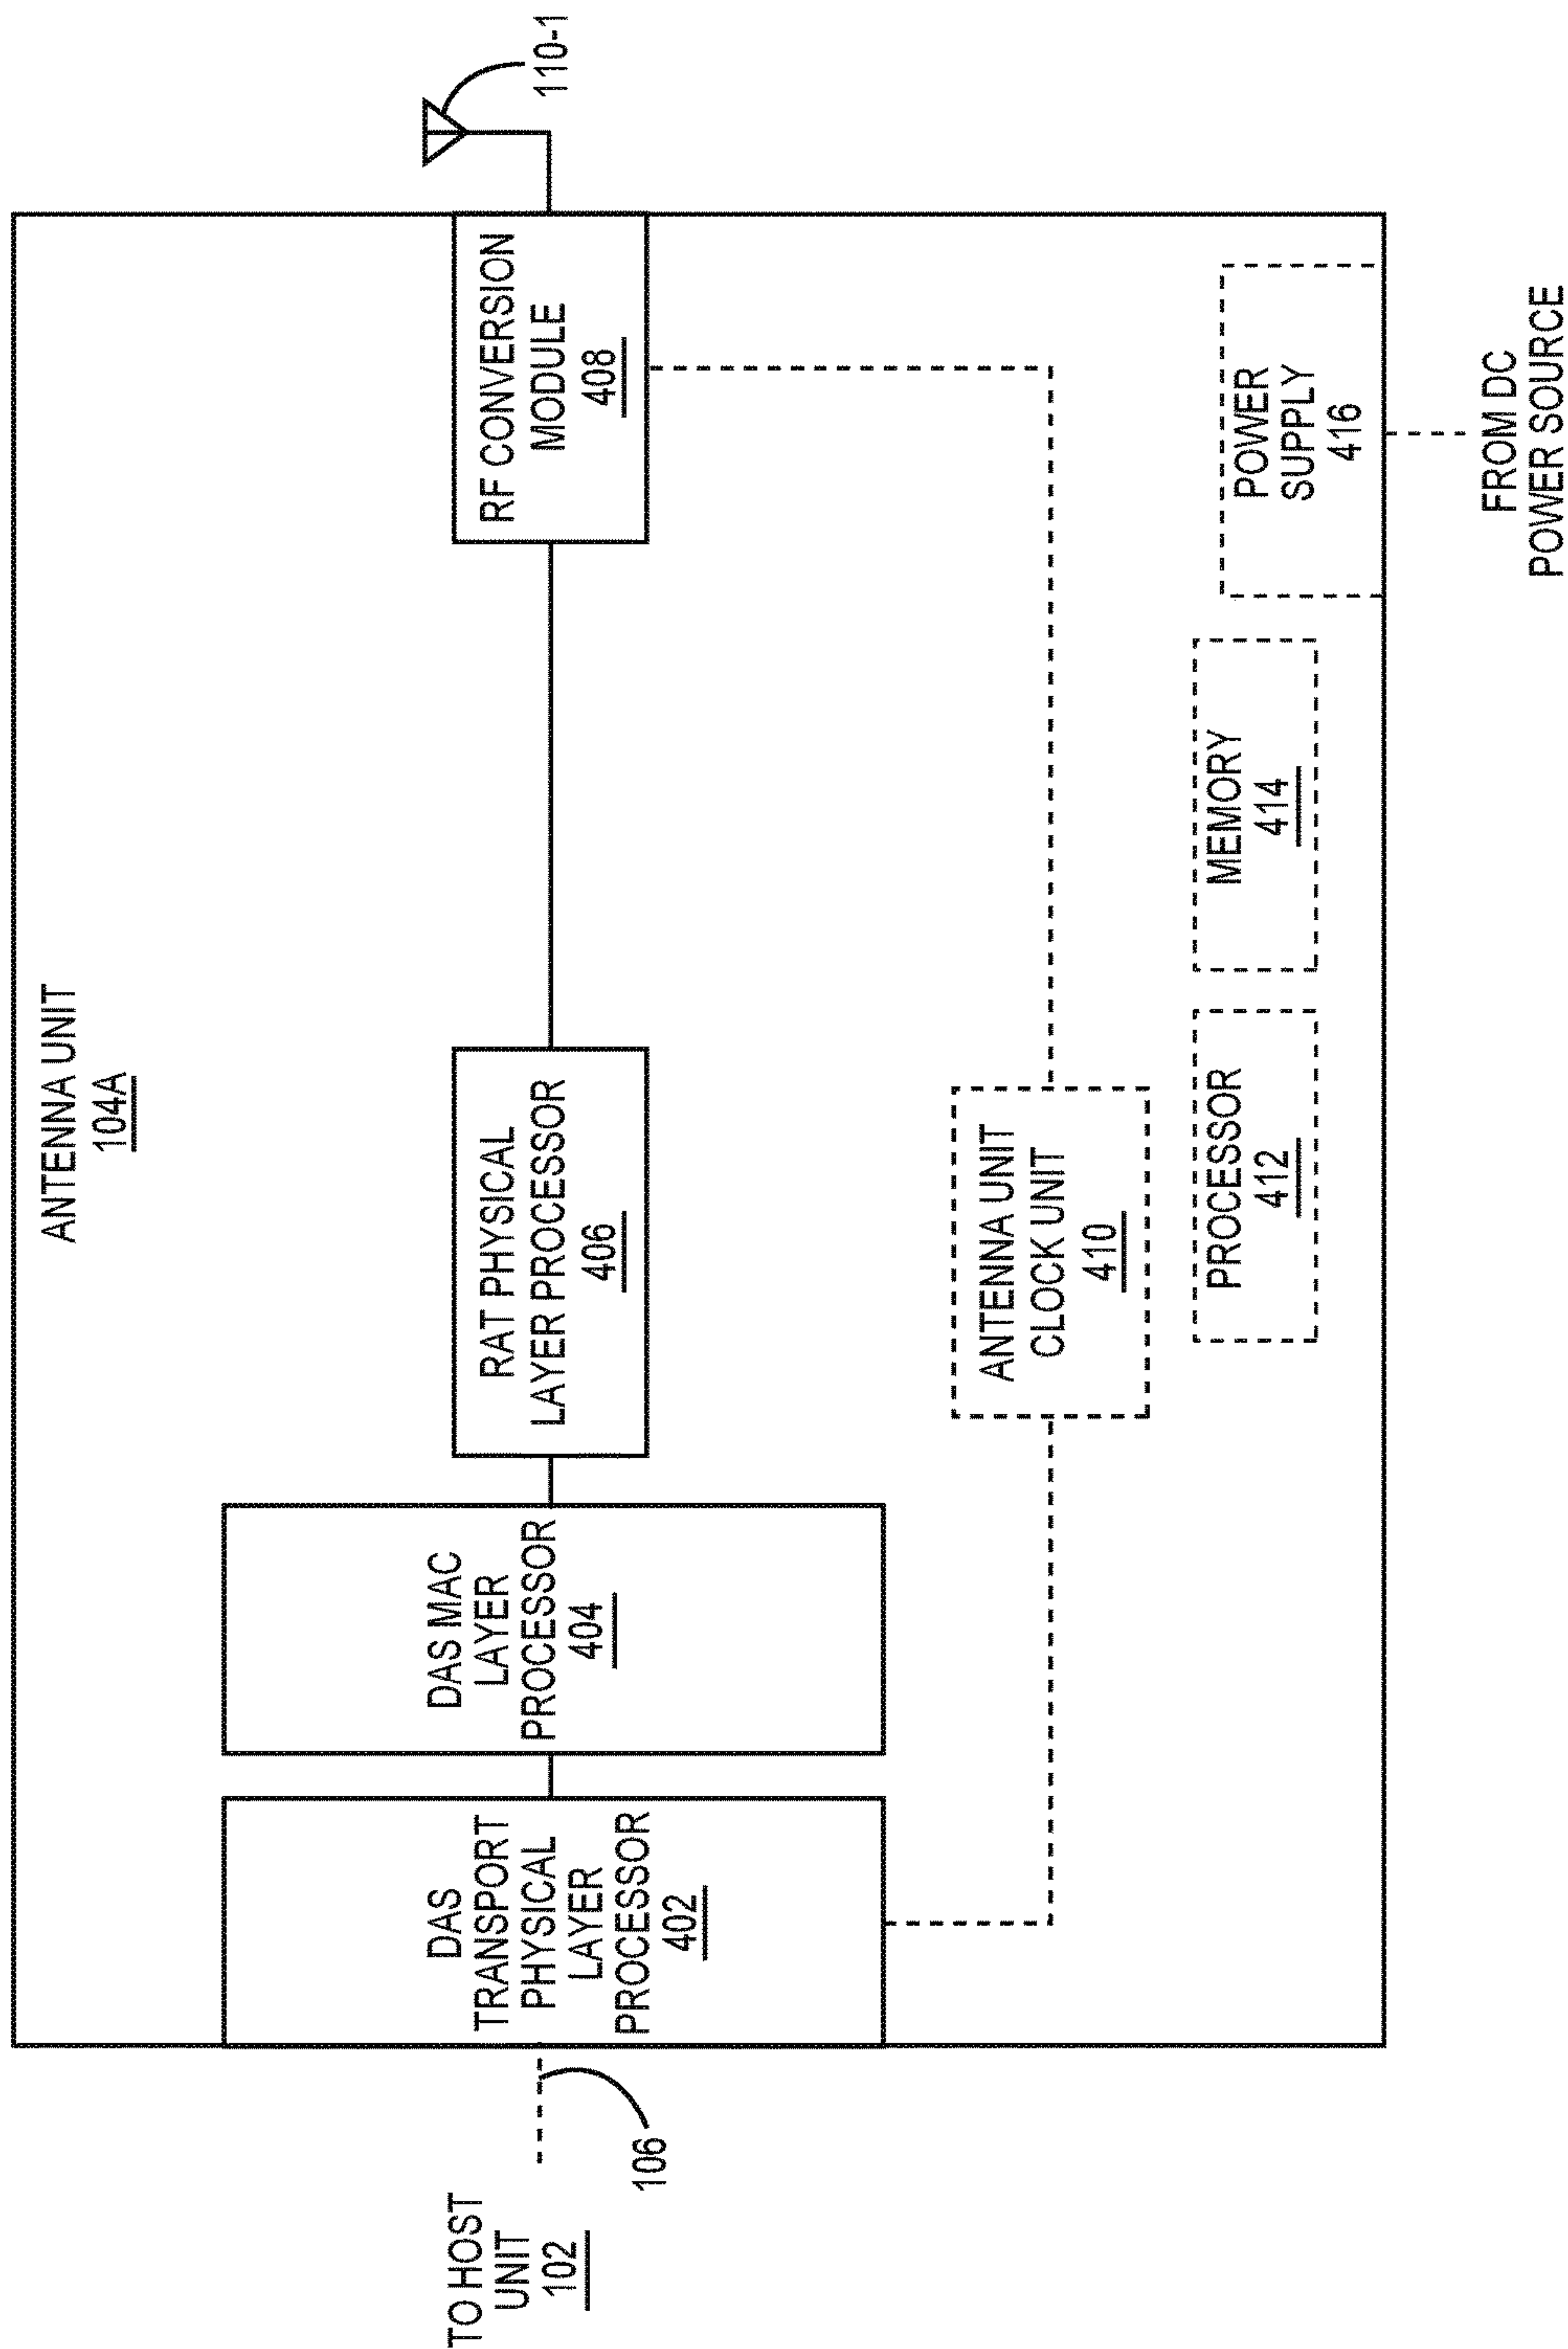 ANTENNA UNIT
104A
TO HOST
UNIT
102
106
DAS
TRANSPORT
PHYSICAL
LAYER
PROCESSOR
402
DAS MAC
LAYER
PROCESSOR
404
RAT PHYSICAL
LAYER PROCESSOR
406
RF CONVERSION
MODULE
408
110-1
ANTENNA UNIT
CLOCK UNIT
410
PROCESSOR
412
MEMORY
414
POWER
SUPPLY
416
FROM DC
POWER SOURCE